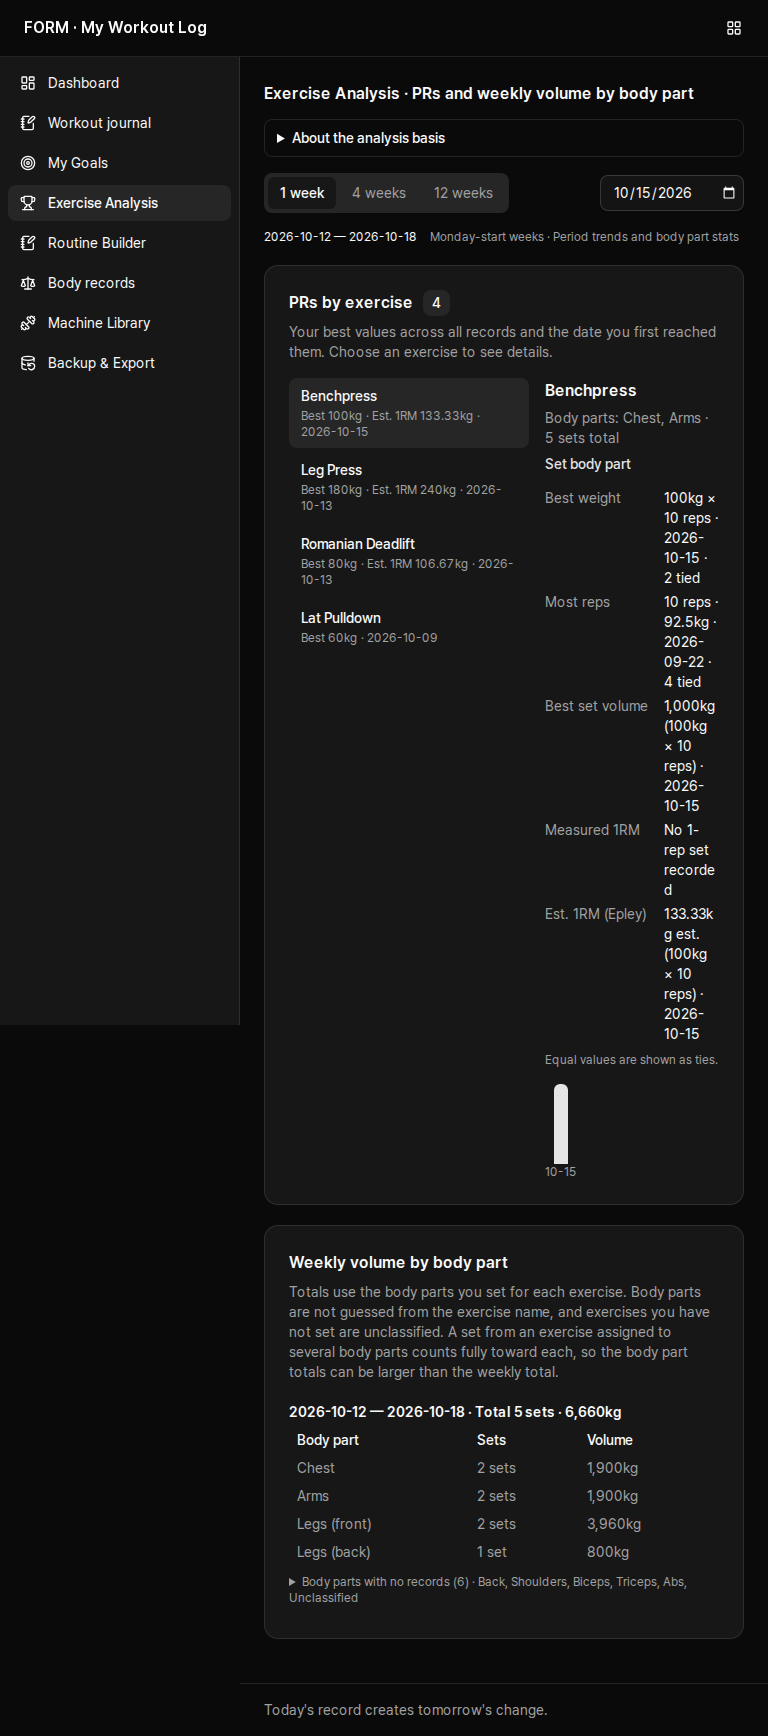 FORM · My Workout Log
Dashboard
Workout journal
My Goals
Exercise Analysis
Routine Builder
Body records
Machine Library
Backup & Export
Exercise Analysis · PRs and weekly volume by body part
About the analysis basis
1 week
4 weeks
12 weeks
10/15/2026
2026-10-12 — 2026-10-18 Monday-start weeks · Period trends and body part stats
PRs by exercise 4
Your best values across all records and the date you first reached
them. Choose an exercise to see details.
Benchpress
Best 100kg · Est. 1RM 133.33kg ·
2026-10-15
Leg Press
Best 180kg · Est. 1RM 240kg · 2026-
10-13
Romanian Deadlift
Best 80kg · Est. 1RM 106.67kg · 2026-
10-13
Lat Pulldown
Best 60kg · 2026-10-09
Benchpress
Body parts: Chest, Arms ·
5 sets total
Set body part
Best weight
100kg ×
10 reps ·
2026-
10-15 ·
2 tied
Most reps
10 reps ·
92.5kg ·
2026-
09-22 ·
4 tied
Best set volume
1,000kg
(100kg
× 10
reps) ·
2026-
10-15
Measured 1RM
No 1-
rep set
recorde
d
Est. 1RM (Epley)
133.33k
g est.
(100kg
× 10
reps) ·
2026-
10-15
Equal values are shown as ties.
10-15
Weekly volume by body part
Totals use the body parts you set for each exercise. Body parts
are not guessed from the exercise name, and exercises you have
not set are unclassified. A set from an exercise assigned to
several body parts counts fully toward each, so the body part
totals can be larger than the weekly total.
2026-10-12 — 2026-10-18 · Total 5 sets · 6,660kg
Body part Sets Volume
Chest 2 sets 1,900kg
Arms 2 sets 1,900kg
Legs (front) 2 sets 3,960kg
Legs (back) 1 set 800kg
Body parts with no records (6) · Back, Shoulders, Biceps, Triceps, Abs,
Unclassified
Today's record creates tomorrow's change.